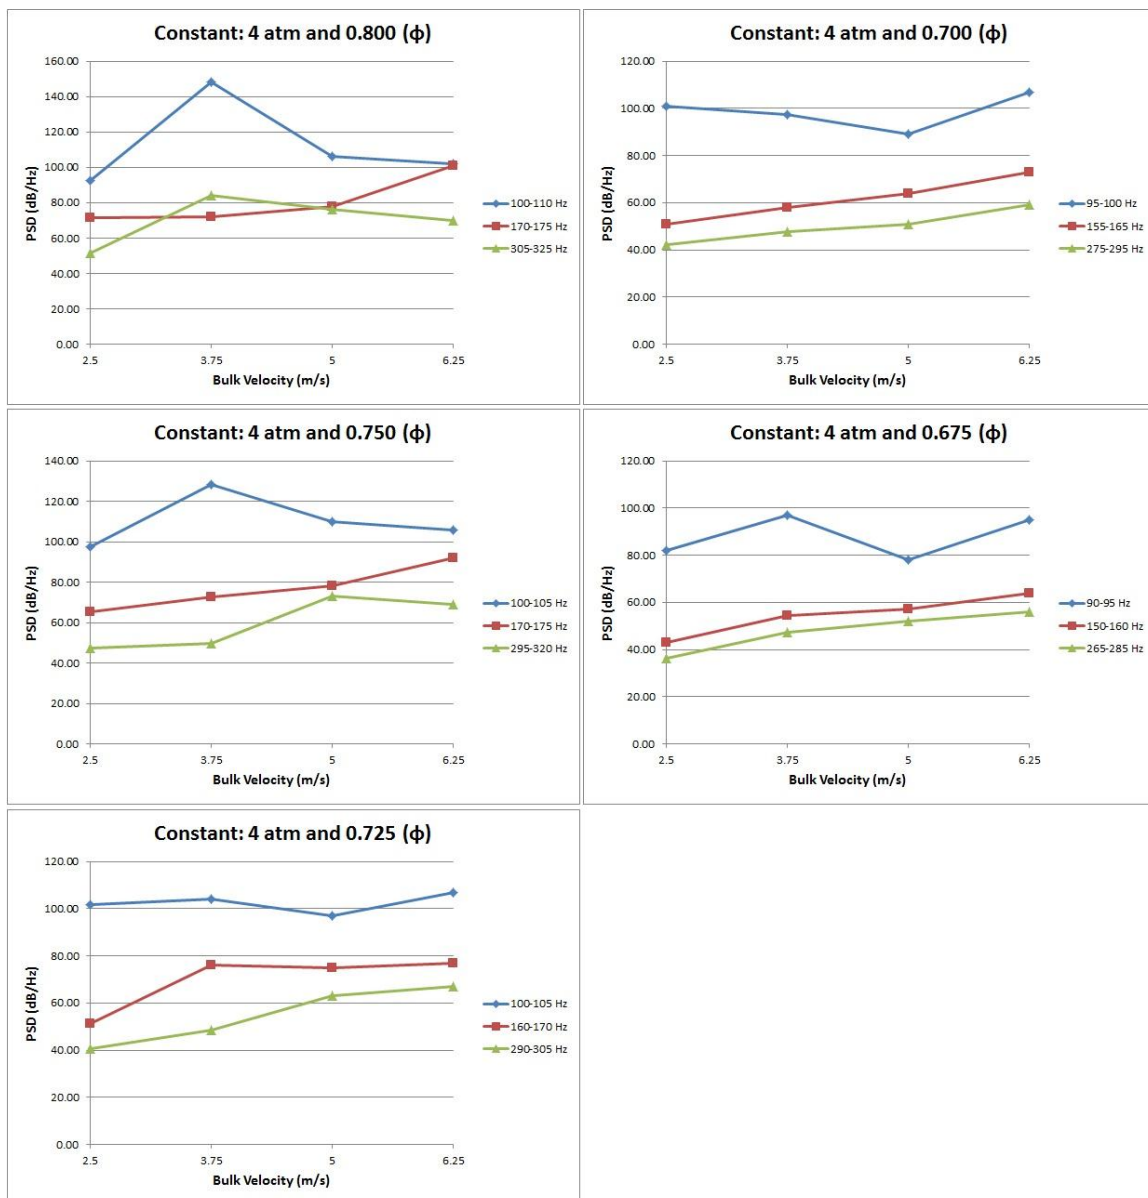 Constant: 4 atm and 0.800 (ϕ)
160.00
140.00
120.00
100.00
80.00
60.00
40.00
20.00
0.00
PSD (dB/Hz)
2.5 3.75 5 6.25
Bulk Velocity (m/s)
100-110 Hz
170-175 Hz
305-325 Hz
Constant: 4 atm and 0.700 (ϕ)
120.00
100.00
80.00
60.00
40.00
20.00
0.00
PSD (dB/Hz)
2.5 3.75 5 6.25
Bulk Velocity (m/s)
95-100 Hz
155-165 Hz
275-295 Hz
Constant: 4 atm and 0.750 (ϕ)
140.00
120.00
100.00
80.00
60.00
40.00
20.00
0.00
PSD (dB/Hz)
2.5 3.75 5 6.25
Bulk Velocity (m/s)
100-105 Hz
170-175 Hz
295-320 Hz
Constant: 4 atm and 0.675 (ϕ)
120.00
100.00
80.00
60.00
40.00
20.00
0.00
PSD (dB/Hz)
2.5 3.75 5 6.25
Bulk Velocity (m/s)
90-95 Hz
150-160 Hz
265-285 Hz
Constant: 4 atm and 0.725 (ϕ)
120.00
100.00
80.00
60.00
40.00
20.00
0.00
PSD (dB/Hz)
2.5 3.75 5 6.25
Bulk Velocity (m/s)
100-105 Hz
160-170 Hz
290-305 Hz